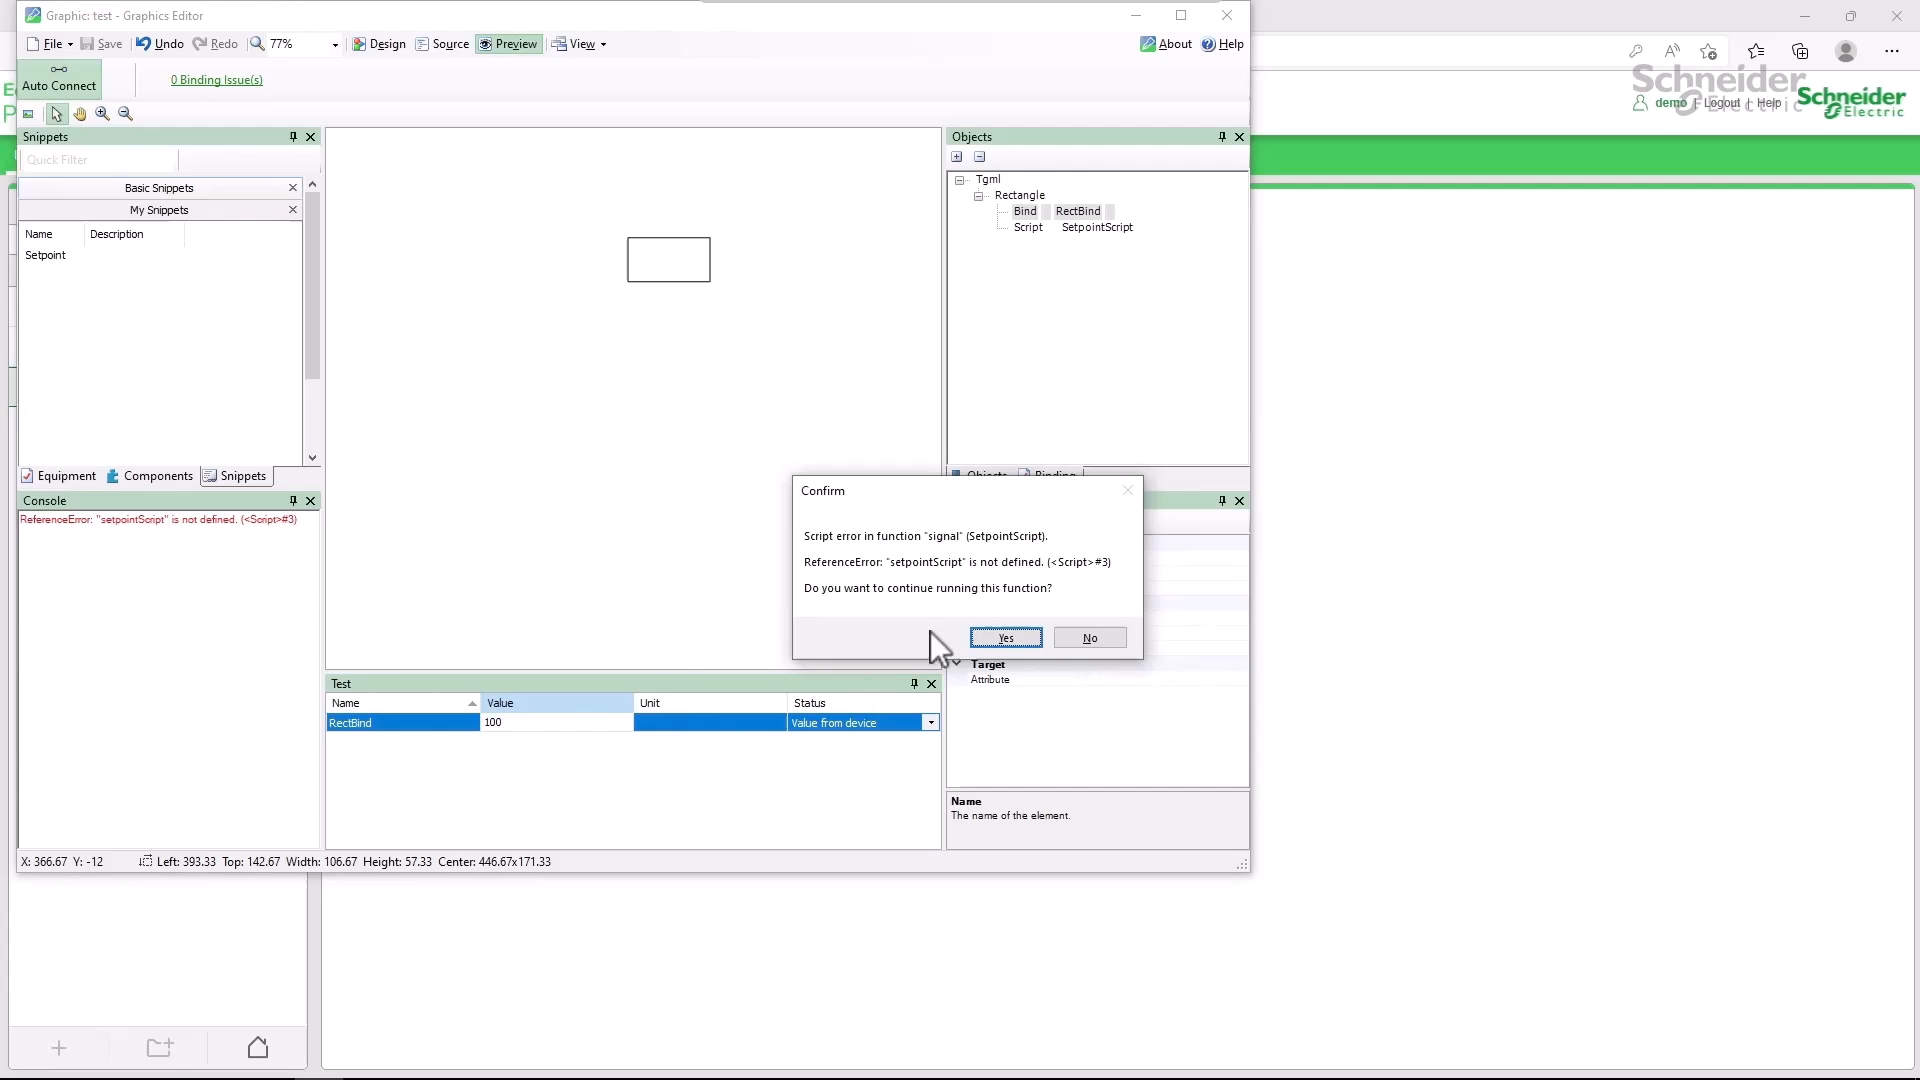 Graphic: test - Graphics Editor
File Save Undo Redo 77% Design Source Preview View About Help
Auto Connect
0 Binding Issue(s)
Schneider Electric
demo | Logout | Help
Schneider Electric
Snippets
Quick Filter
Basic Snippets
My Snippets
Name Description
Setpoint
Equipment Components Snippets
Console
ReferenceError: "setpointScript" is not defined. (<Script>#3)
Objects
Tgml
Rectangle
Bind RectBind
Script SetpointScript
Objects Binding
Confirm
Script error in function "signal" (SetpointScript).
ReferenceError: "setpointScript" is not defined. (<Script>#3)
Do you want to continue running this function?
Yes No
Target
Attribute
Test
Name Value Unit Status
RectBind 100 Value from device
Name
The name of the element.
X: 366.67 Y: -12 Left: 393.33 Top: 142.67 Width: 106.67 Height: 57.33 Center: 446.67x171.33